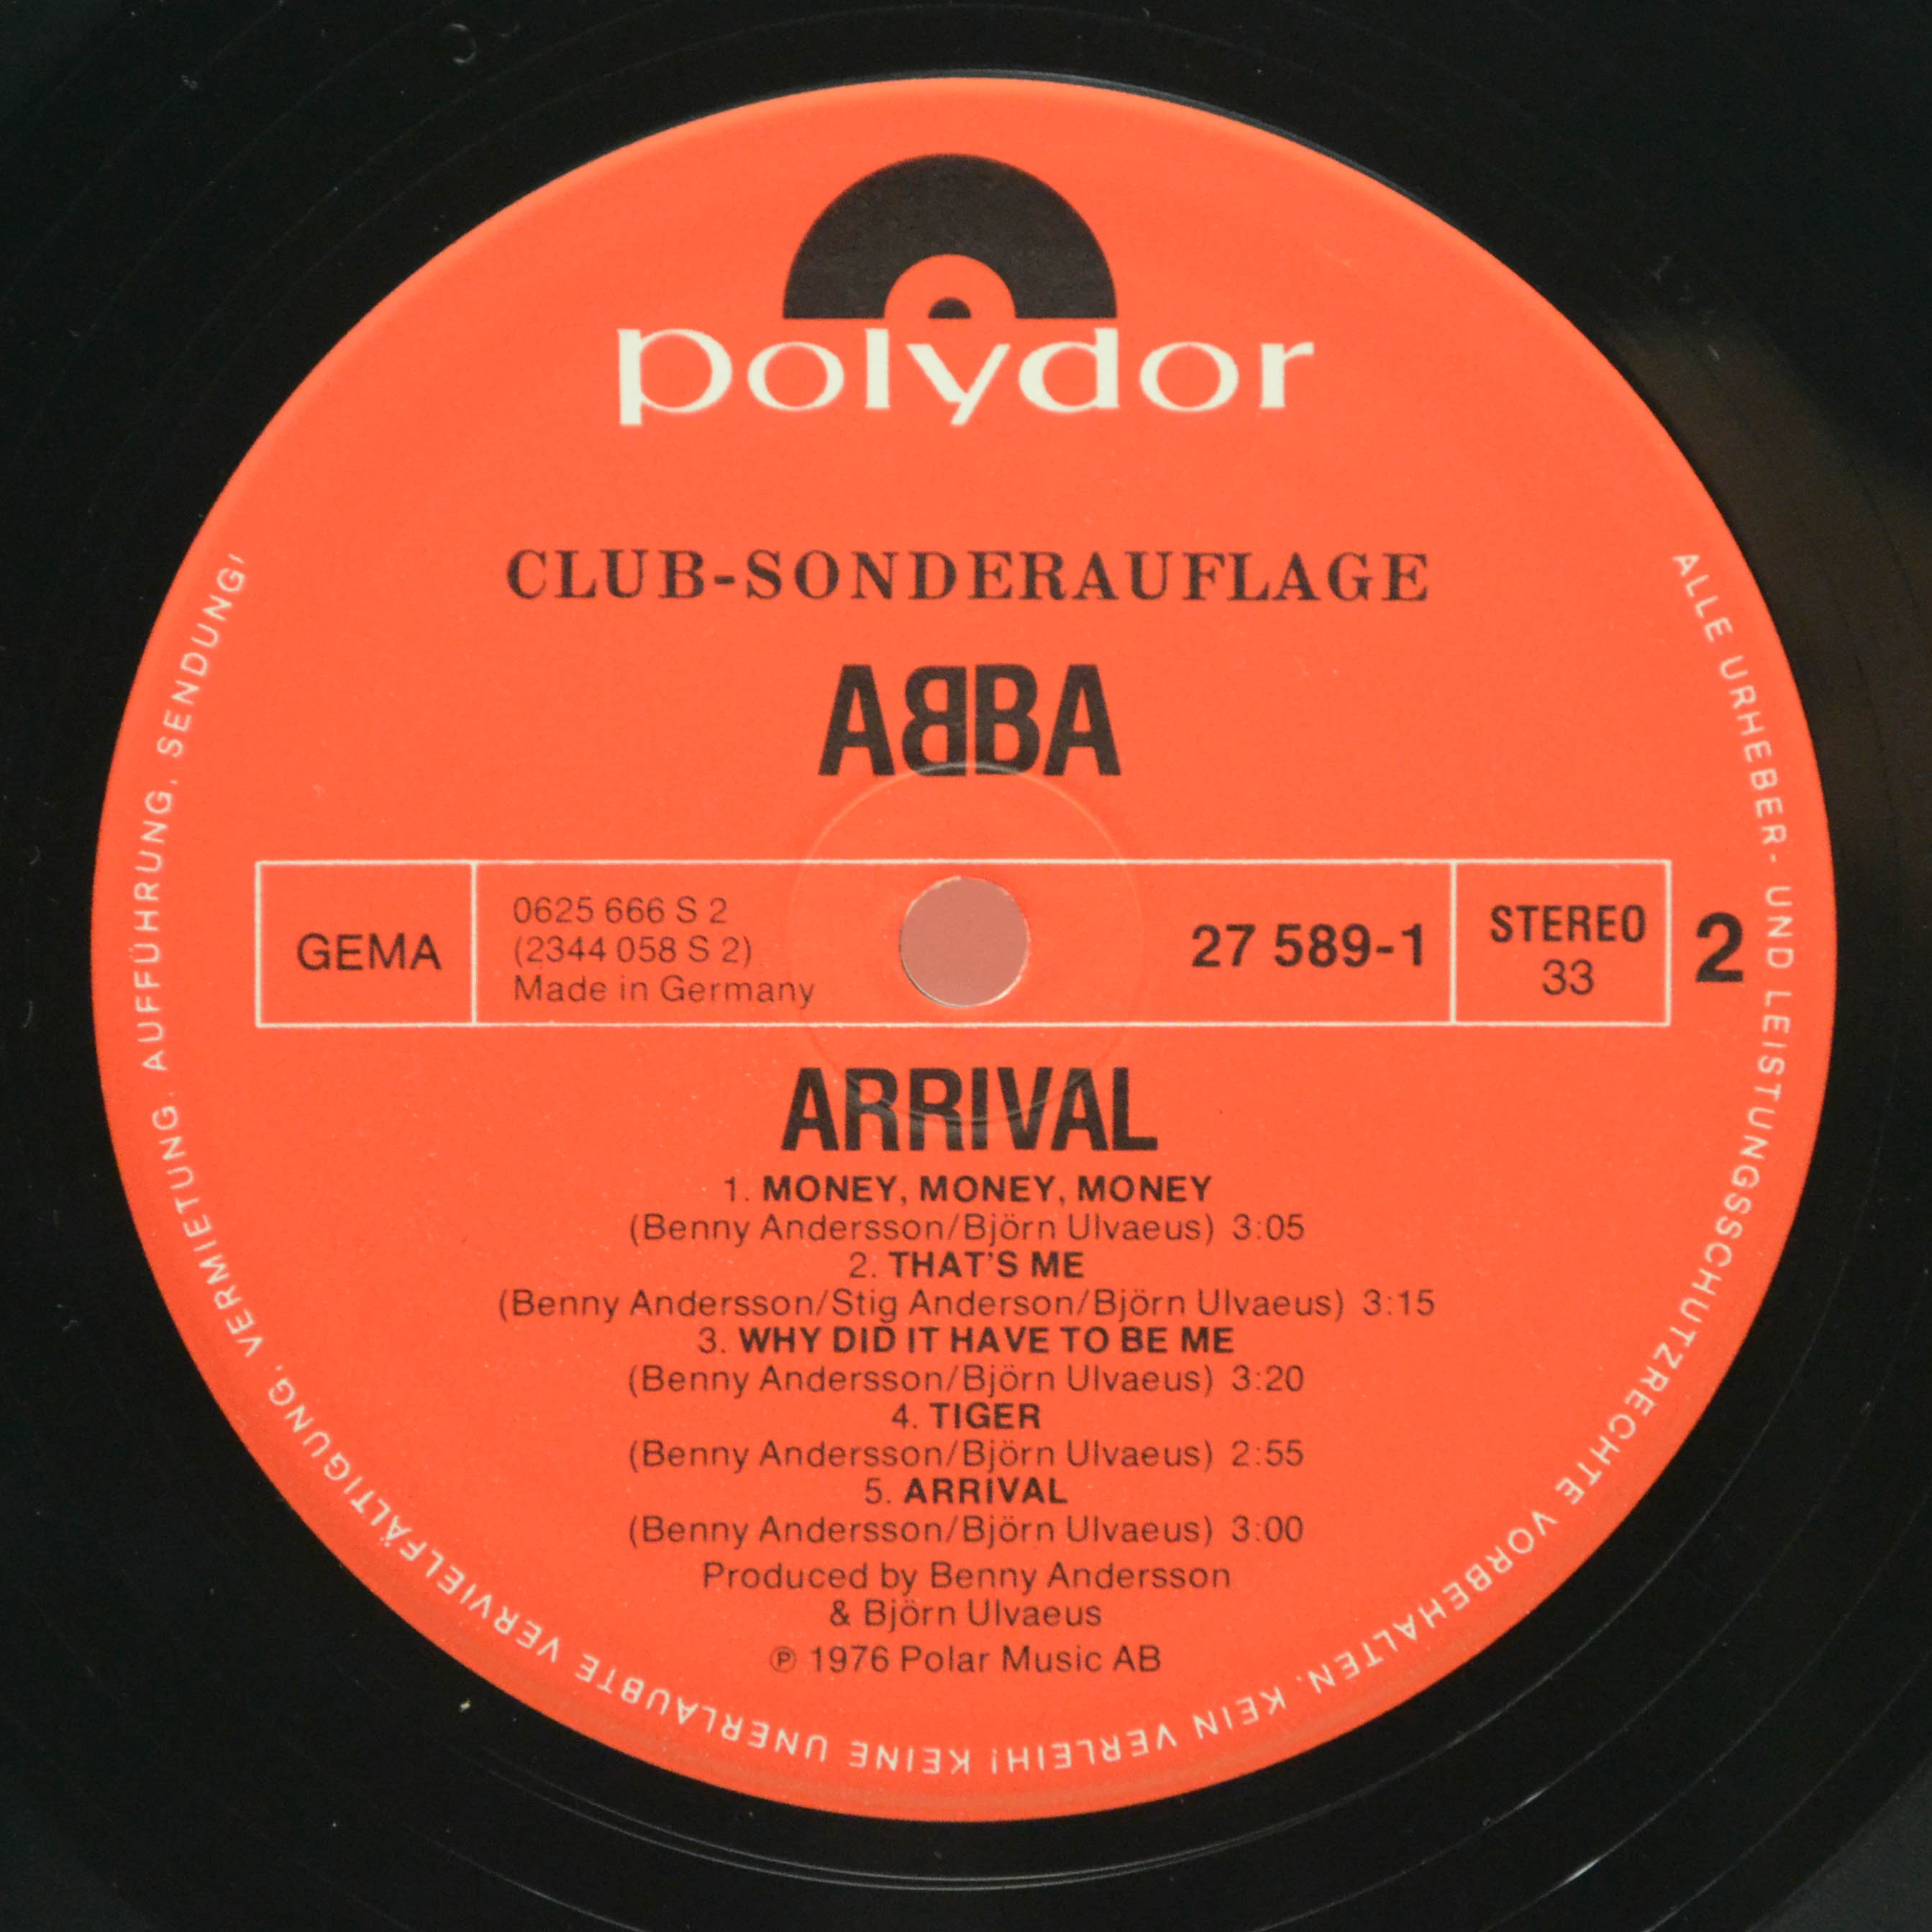 polydor
CLUB-SONDERAUFLAGE
ABBA
GEMA
0625 666 S 2
(2344 058 S 2)
Made in Germany
27 589-1
STEREO
33
2
ARRIVAL
1. MONEY, MONEY, MONEY
(Benny Andersson/Björn Ulvaeus) 3:05
2. THAT'S ME
(Benny Andersson/Stig Anderson/Björn Ulvaeus) 3:15
3. WHY DID IT HAVE TO BE ME
(Benny Andersson/Björn Ulvaeus) 3:20
4. TIGER
(Benny Andersson/Björn Ulvaeus) 2:55
5. ARRIVAL
(Benny Andersson/Björn Ulvaeus) 3:00
Produced by Benny Andersson
& Björn Ulvaeus
℗ 1976 Polar Music AB
ALLE URHEBER- UND LEISTUNGSSCHUTZRECHTE VORBEHALTEN. KEIN VERLEIH! KEINE UNERLAUBTE VERVIELFÄLTIGUNG, VERMIETUNG, AUFFÜHRUNG, SENDUNG!